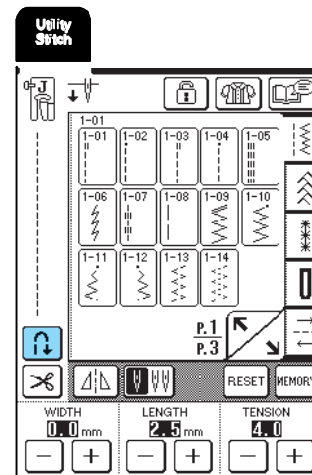 Utility
Stitch
J
1-01
1-01 1-02 1-03 1-04 1-05
1-06 1-07 1-08 1-09 1-10
1-11 1-12 1-13 1-14
P.1
P.3
RESET MEMORY
WIDTH LENGTH TENSION
0.0 mm 2.5 mm 4.0
− + − + − +